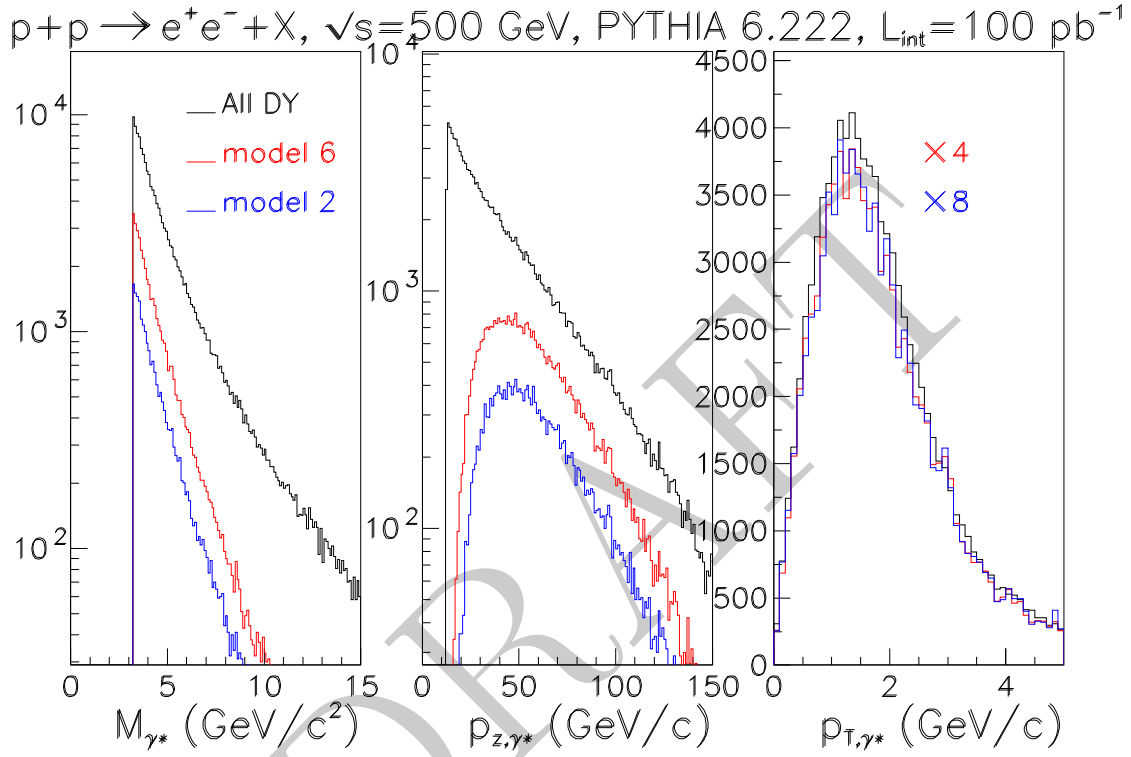 p+p → e⁺e⁻+X, √s=500 GeV, PYTHIA 6.222, L_int=100 pb⁻¹
All DY
model 6
model 2
10⁴
10³
10²
0 5 10 15
M_γ* (GeV/c²)
10⁴
10³
10²
0 50 100 150
p_z,γ* (GeV/c)
×4
×8
4500
4000
3500
3000
2500
2000
1500
1000
500
0
0 2 4
p_T,γ* (GeV/c)
DRAFT